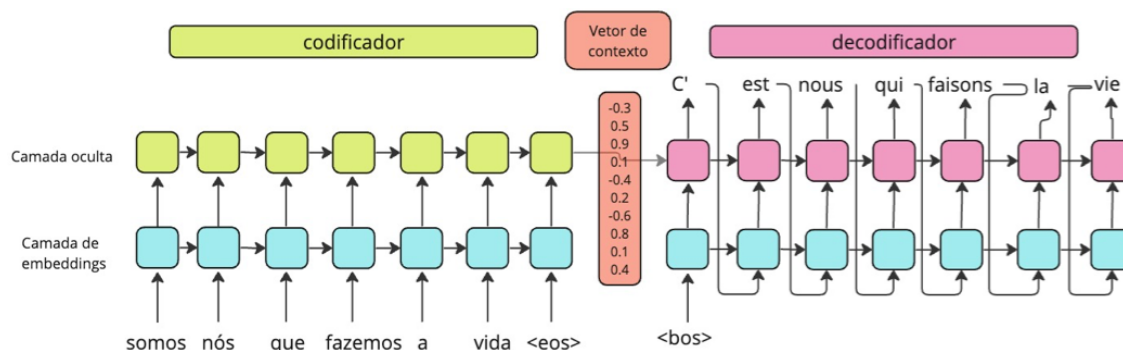 codificador
Vetor de
contexto
decodificador
C' est nous qui faisons la vie
-0.3
0.5
0.9
0.1
-0.4
0.2
-0.6
0.8
0.1
0.4
Camada oculta
Camada de
embeddings
somos nós que fazemos a vida <eos>
<bos>